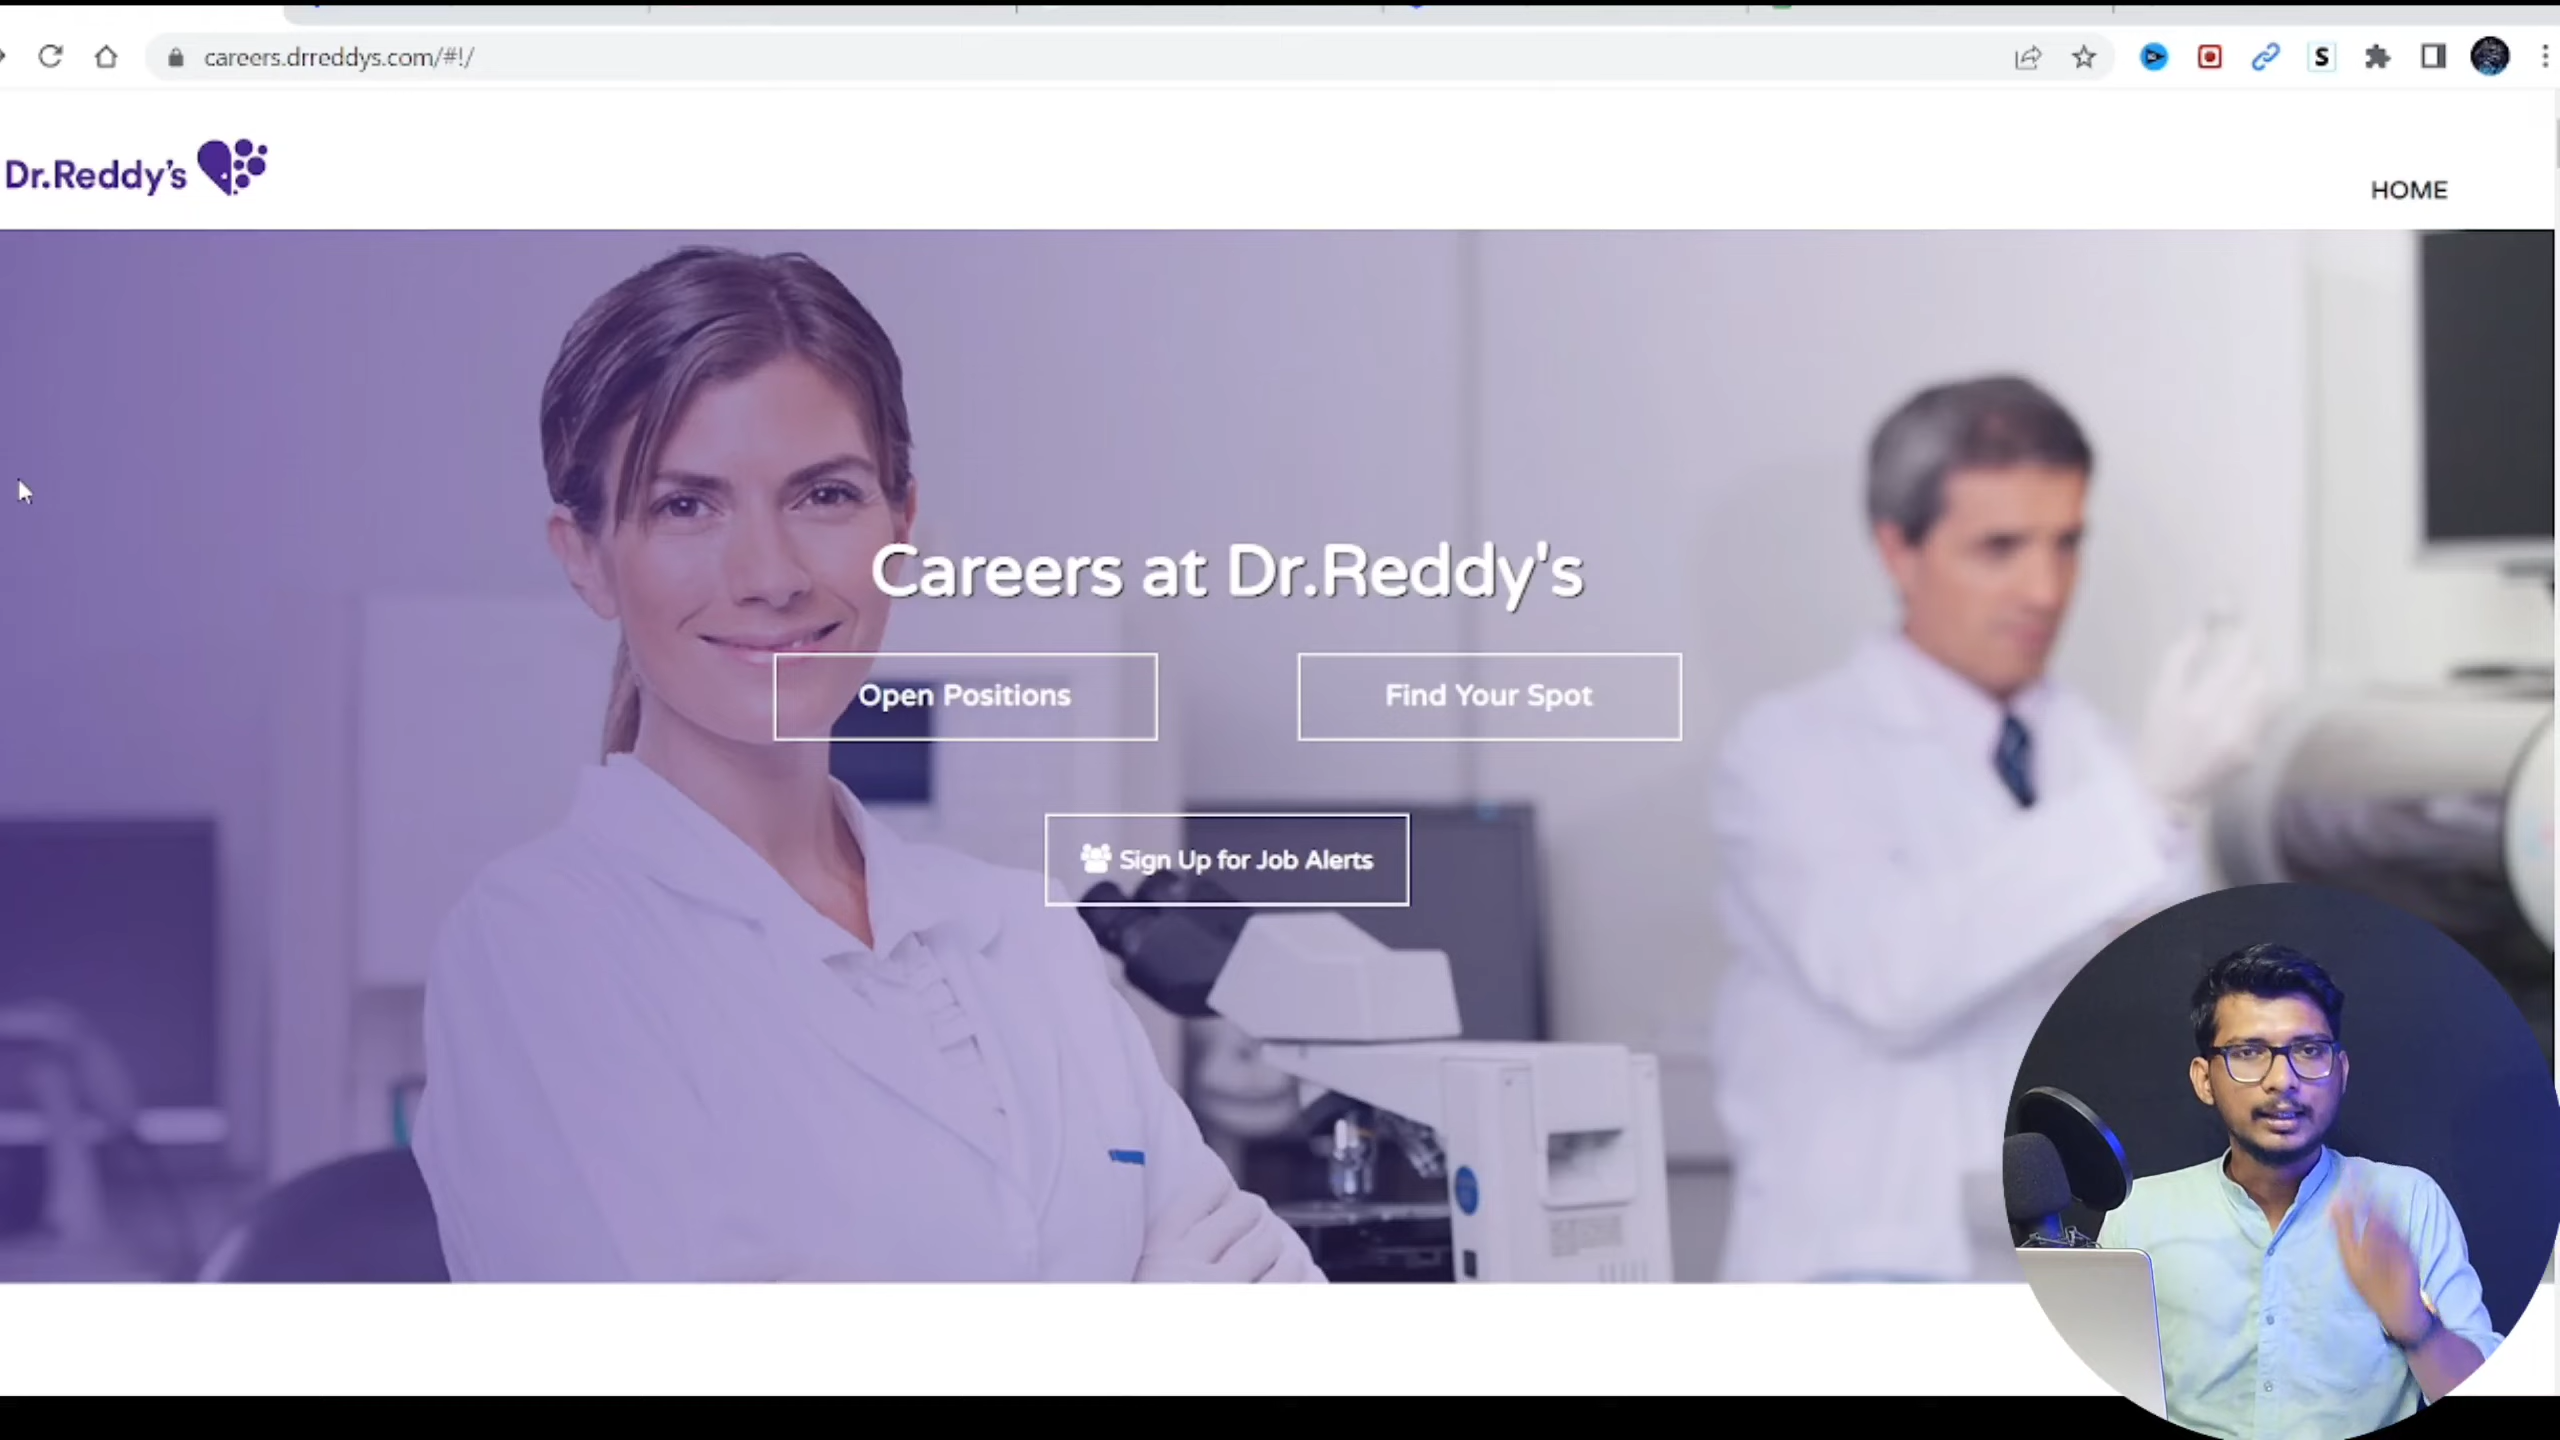 careers.drreddys.com/#!/
S
Dr.Reddy's
HOME
Careers at Dr.Reddy's
Open Positions
Find Your Spot
Sign Up for Job Alerts